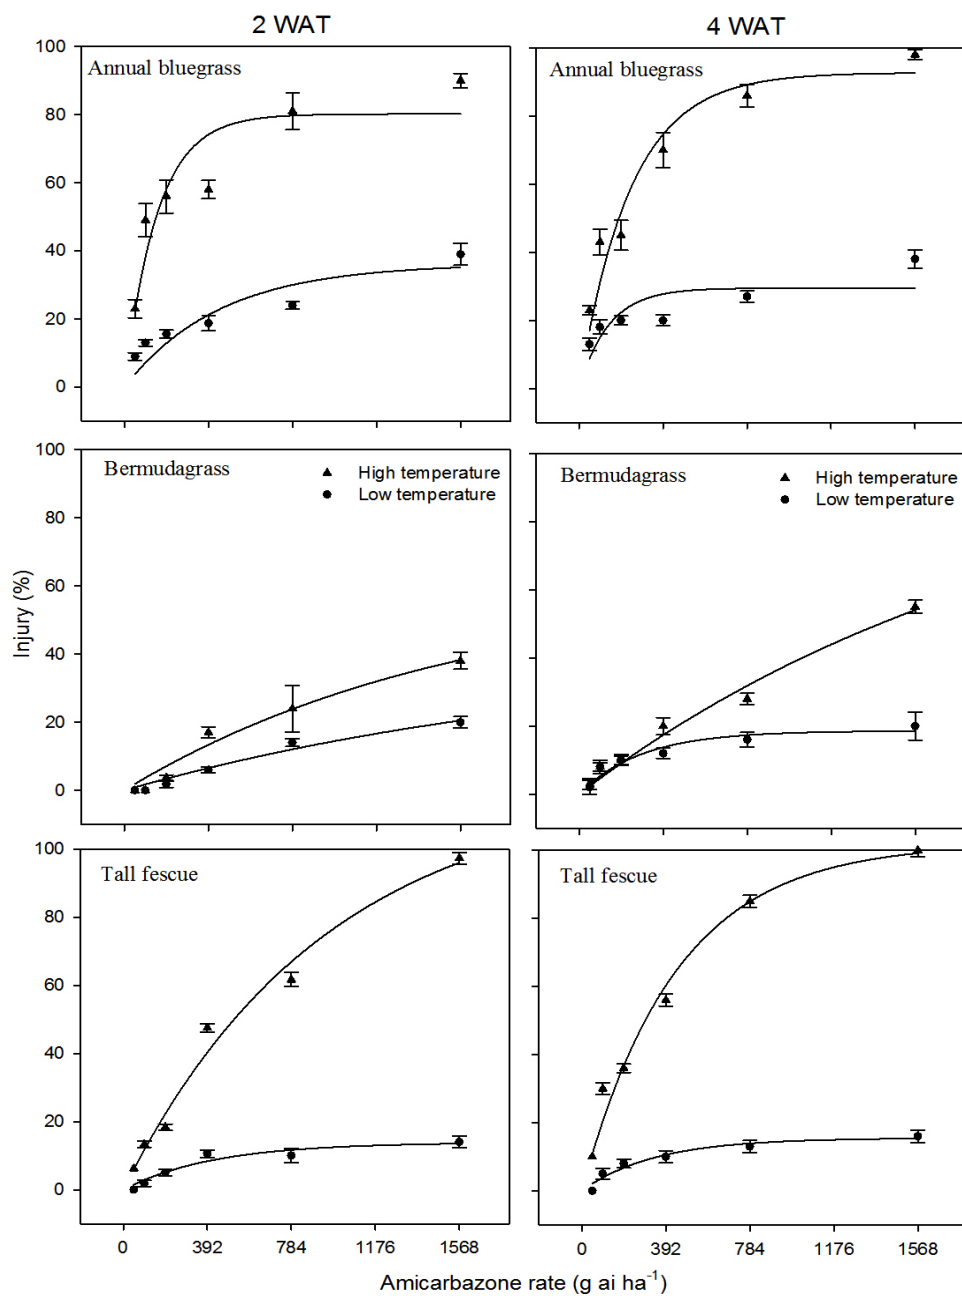 2 WAT
4 WAT
100
80
60
40
20
0
Annual bluegrass
Annual bluegrass
100
80
60
40
20
0
Bermudagrass
High temperature
Low temperature
Bermudagrass
High temperature
Low temperature
Injury (%)
100
80
60
40
20
0
Tall fescue
Tall fescue
0 392 784 1176 1568
0 392 784 1176 1568
Amicarbazone rate (g ai ha⁻¹)